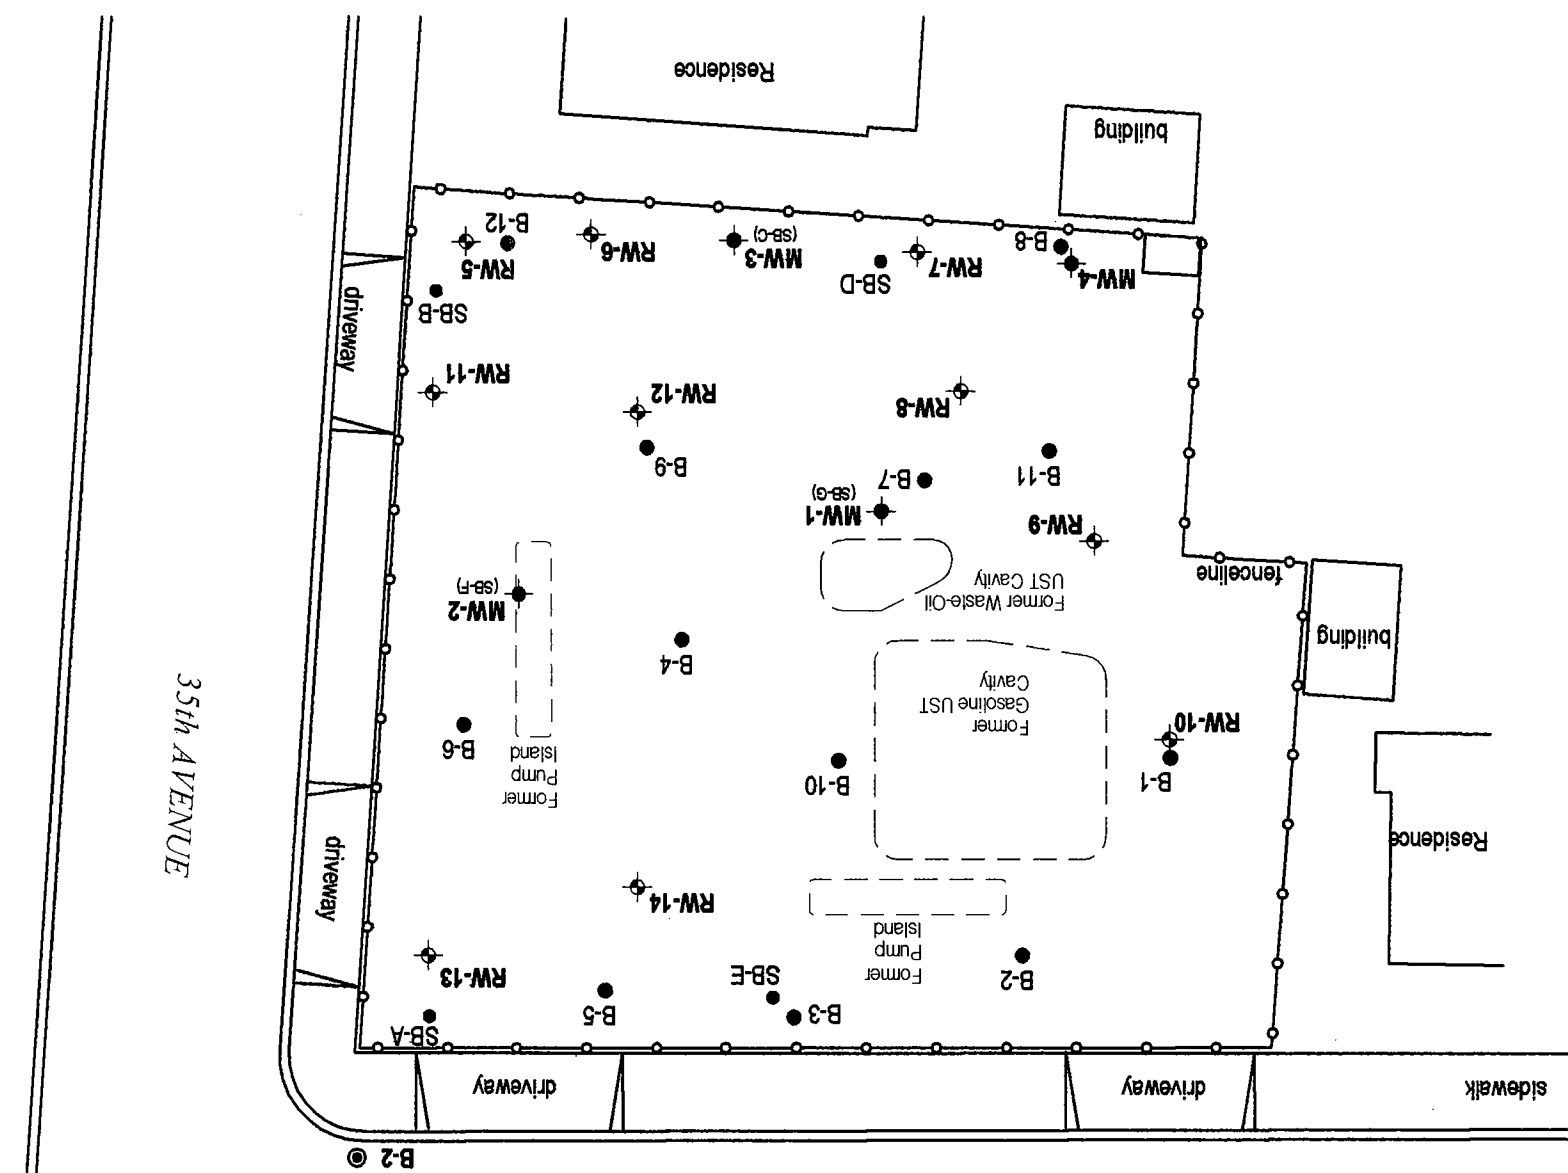 B-2
sidewalk
driveway
driveway
SB-A
B-3
B-5
SB-E
RW-13
B-2
Former
Pump
Island
RW-14
driveway
Residence
B-1
B-10
Former
Pump
Island
B-6
RW-10
Former
Gasoline UST
Cavity
35th AVENUE
B-4
building
MW-2
(SB-F)
Former Waste-Oil
UST Cavity
fenceline
RW-9
MW-1
(SB-G)
B-7
B-11
B-9
RW-8
RW-12
RW-11
driveway
SB-B
SB-D
MW-4
RW-5
RW-7
MW-3
(SB-C)
RW-6
B-8
B-12
building
Residence